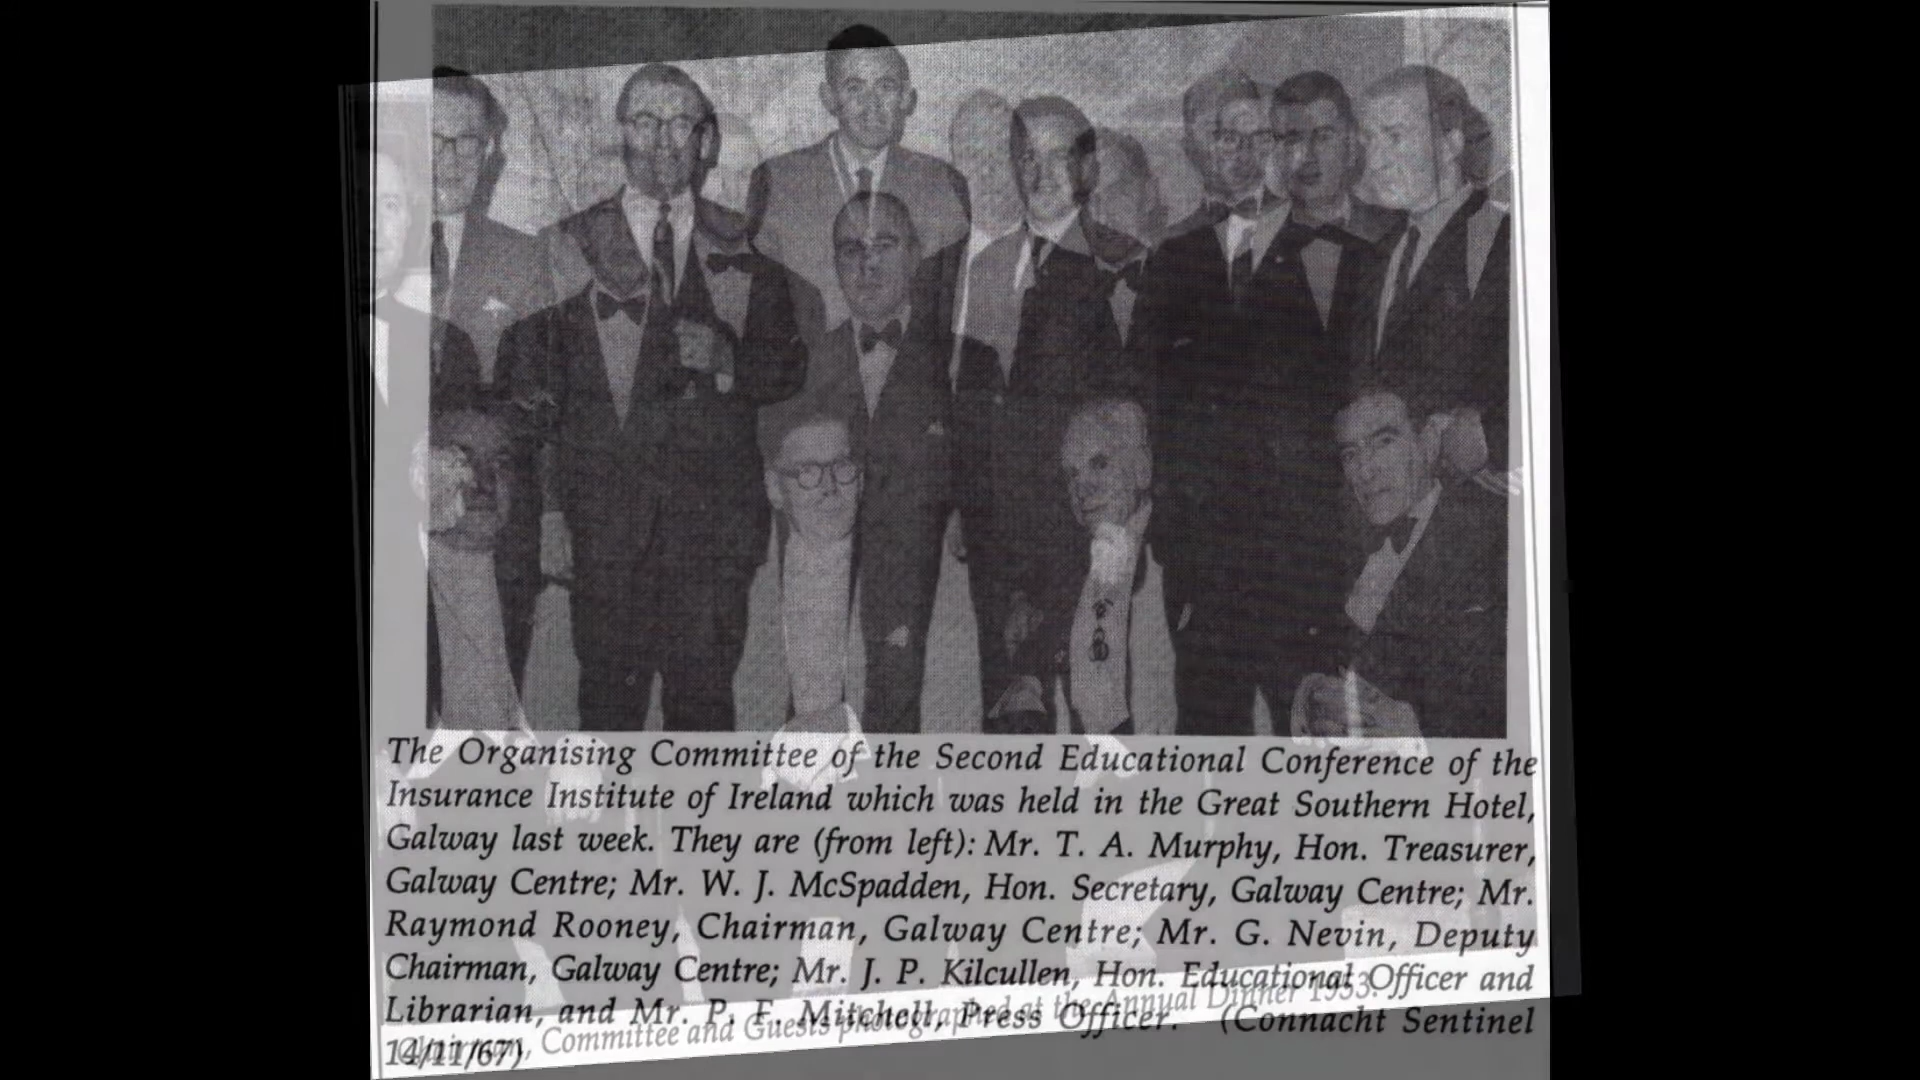 The Organising Committee of the Second Educational Conference of the
Insurance Institute of Ireland which was held in the Great Southern Hotel,
Galway last week. They are (from left): Mr. T. A. Murphy, Hon. Treasurer,
Galway Centre; Mr. W. J. McSpadden, Hon. Secretary, Galway Centre; Mr.
Raymond Rooney, Chairman, Galway Centre; Mr. G. Nevin, Deputy
Chairman, Galway Centre; Mr. J. P. Kilcullen, Hon. Educational Officer and
Librarian, and Mr. P. F. Mitchell, Press Officer. (Connacht Sentinel
14/11/67)
Chairman, Committee and Guests photographed at the Annual Dinner 1953.